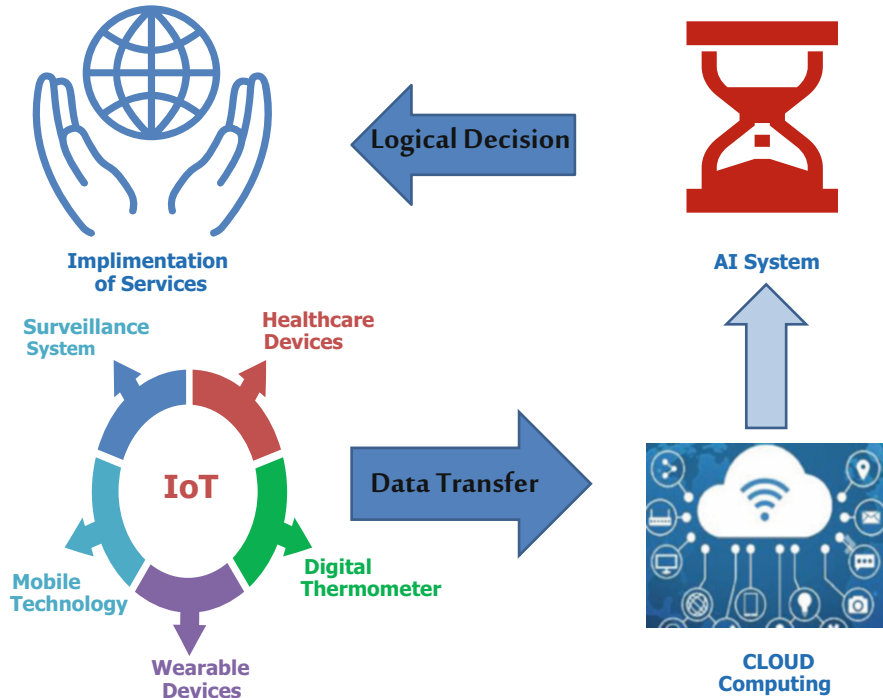 Logical Decision
Implimentation
of Services
AI System
Surveillance
System
Healthcare
Devices
IoT
Data Transfer
Mobile
Technology
Digital
Thermometer
Wearable
Devices
CLOUD
Computing